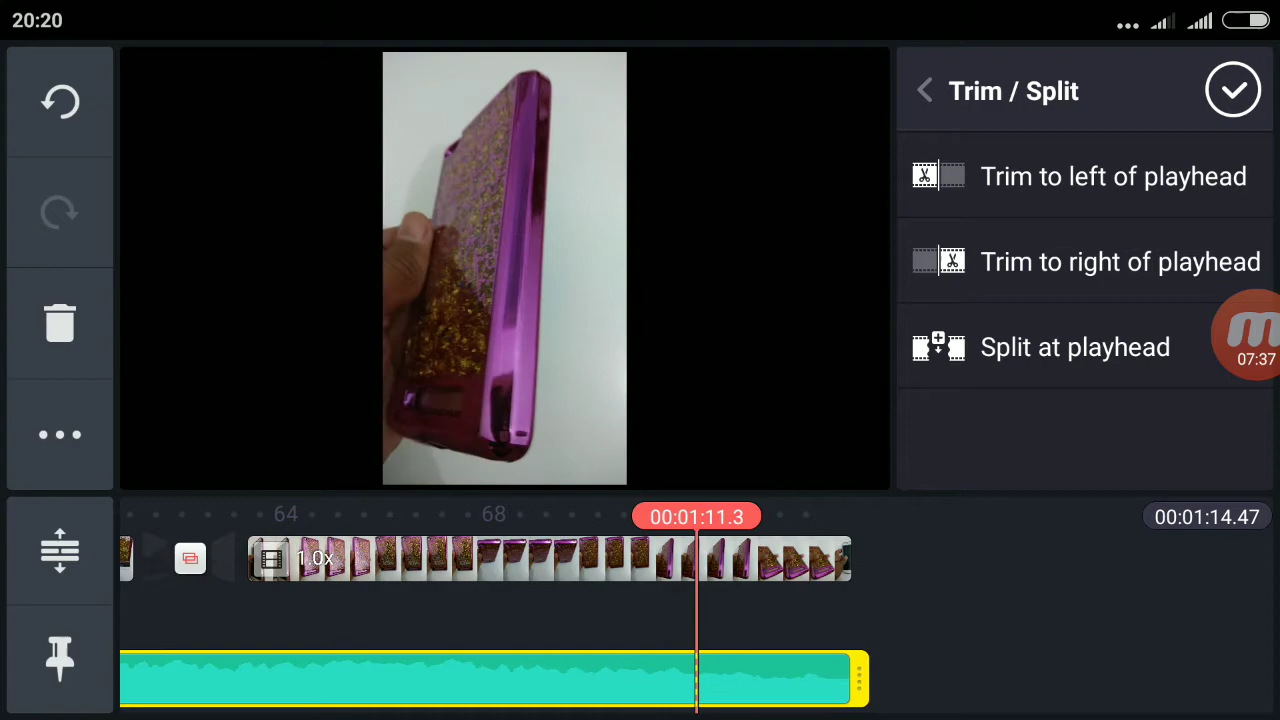 20:20
Trim / Split
Trim to left of playhead
Trim to right of playhead
Split at playhead
07:37
64
68
00:01:11.3
00:01:14.47
1.0x